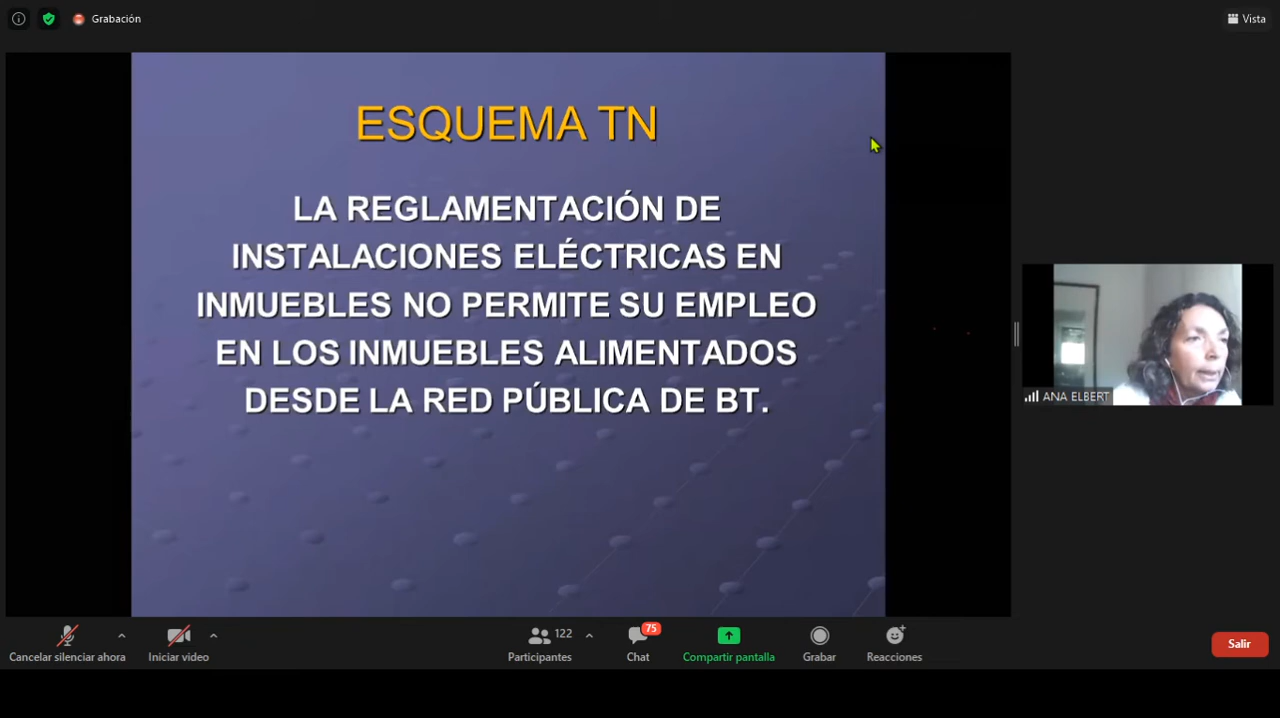 Grabación
Vista
ESQUEMA TN
LA REGLAMENTACIÓN DE
INSTALACIONES ELÉCTRICAS EN
INMUEBLES NO PERMITE SU EMPLEO
EN LOS INMUEBLES ALIMENTADOS
DESDE LA RED PÚBLICA DE BT.
ANA ELBERT
Cancelar silenciar ahora
Iniciar video
122
Participantes
75
Chat
Compartir pantalla
Grabar
Reacciones
Salir